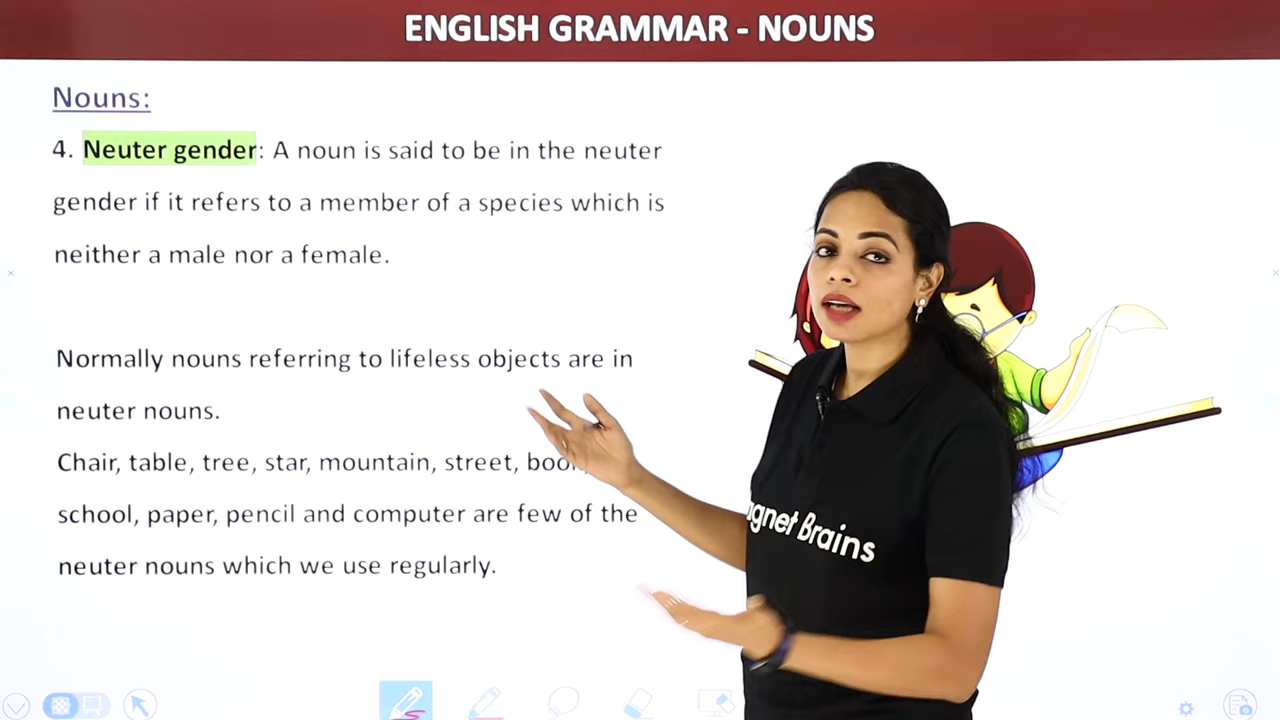 ENGLISH GRAMMAR - NOUNS
Nouns:
4. Neuter gender: A noun is said to be in the neuter
gender if it refers to a member of a species which is
neither a male nor a female.
Normally nouns referring to lifeless objects are in
neuter nouns.
Chair, table, tree, star, mountain, street,
school, paper, pencil and computer are few of the
neuter nouns which we use regularly.
Brains